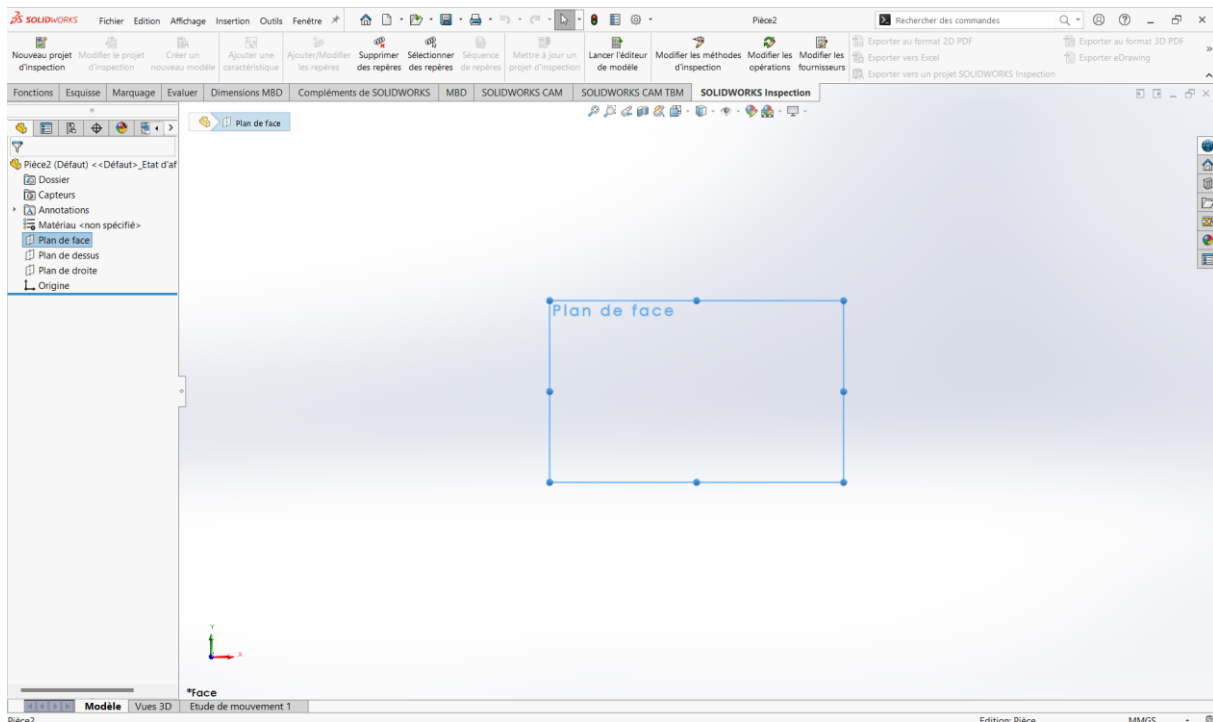 SOLIDWORKS Fichier Edition Affichage Insertion Outils Fenêtre Pièce2 Rechercher des commandes
Nouveau projet d'inspection
Modifier le projet d'inspection
Créer un nouveau modèle
Ajouter une caractéristique
Ajouter/Modifier les repères
Supprimer des repères
Sélectionner des repères
Séquence de repères
Mettre à jour un projet d'inspection
Lancer l'éditeur de modèle
Modifier les méthodes d'inspection
Modifier les opérations
Modifier les fournisseurs
Exporter au format 2D PDF
Exporter vers Excel
Exporter vers un projet SOLIDWORKS Inspection
Exporter au format 3D PDF
Exporter eDrawing
Fonctions Esquisse Marquage Evaluer Dimensions MBD Compléments de SOLIDWORKS MBD SOLIDWORKS CAM SOLIDWORKS CAM TBM SOLIDWORKS Inspection
Plan de face
Pièce2 (Défaut) <<Défaut>_Etat d'af
Dossier
Capteurs
Annotations
Matériau <non spécifié>
Plan de face
Plan de dessus
Plan de droite
Origine
Plan de face
Y
X
*Face
Modèle Vues 3D Etude de mouvement 1
Pièce2 Edition: Pièce MMGS